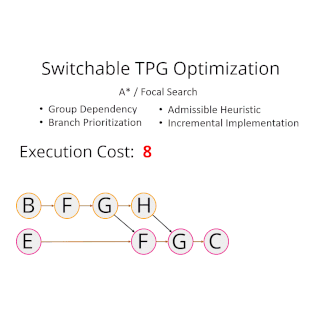 Switchable TPG Optimization
A* / Focal Search
• Group Dependency
• Branch Prioritization
• Admissible Heuristic
• Incremental Implementation
Execution Cost: 8
B F G H
E F G C